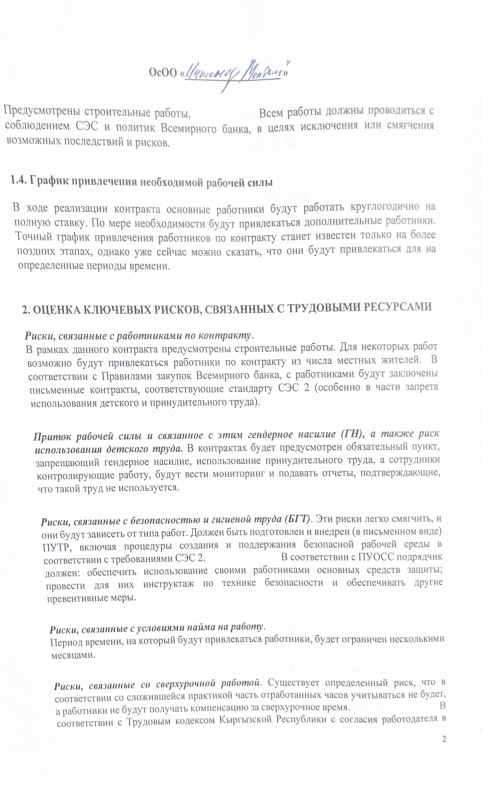 ОсОО «Инженер Монтаж»
Предусмотрены строительные работы. Всем работы должны проводиться с
соблюдением СЭС и политик Всемирного банка, в целях исключения или смягчения
возможных последствий и рисков.
1.4. График привлечения необходимой рабочей силы
В ходе реализации контракта основные работники будут работать круглогодично на
полную ставку. По мере необходимости будут привлекаться дополнительные работники.
Точный график привлечения работников по контракту станет известен только на более
поздних этапах, однако уже сейчас можно сказать, что они будут привлекаться для на
определенные периоды времени.
2. ОЦЕНКА КЛЮЧЕВЫХ РИСКОВ, СВЯЗАННЫХ С ТРУДОВЫМИ РЕСУРСАМИ
Риски, связанные с работниками по контракту.
В рамках данного контракта предусмотрены строительные работы. Для некоторых работ
возможно будут привлекаться работники по контракту из числа местных жителей. В
соответствии с Правилами закупок Всемирного банка, с работниками будут заключены
письменные контракты, соответствующие стандарту СЭС 2 (особенно в части запрета
использования детского и принудительного труда).
Приток рабочей силы и связанное с этим гендерное насилие (ГН), а также риск
использования детского труда. В контрактах будет предусмотрен обязательный пункт,
запрещающий гендерное насилие, использование принудительного труда, а сотрудники
контролирующие работу, будут вести мониторинг и подавать отчеты, подтверждающие,
что такой труд не используется.
Риски, связанные с безопасностью и гигиеной труда (БГТ). Эти риски легко смягчить, и
они будут зависеть от типа работ. Должен быть подготовлен и внедрен (в письменном виде)
ПУТР, включая процедуры создания и поддержания безопасной рабочей среды в
соответствии с требованиями СЭС 2. В соответствии с ПУОСС подрядчик
должен: обеспечить использование своими работниками основных средств защиты;
провести для них инструктаж по технике безопасности и обеспечивать другие
превентивные меры.
Риски, связанные с условиями найма на работу.
Период времени, на который будут привлекаться работники, будет ограничен несколькими
месяцами.
Риски, связанные со сверхурочной работой. Существует определенный риск, что в
соответствии со сложившейся практикой часть отработанных часов учитываться не будет,
а работники не будут получать компенсацию за сверхурочное время. В
соответствии с Трудовым кодексом Кыргызской Республики с согласия работодателя в
2